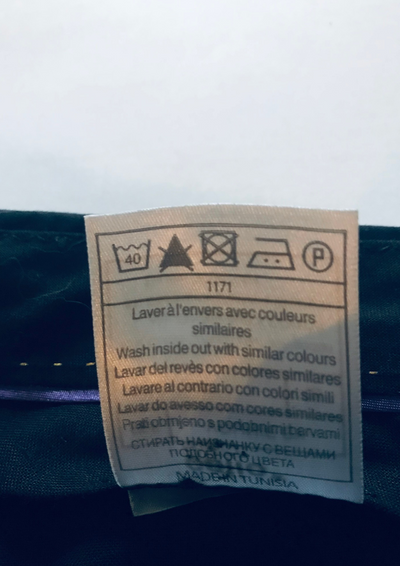 40 P
1171
Laver à l'envers avec couleurs
similaires
Wash inside out with similar colours
Lavar del revès con colores similares
Lavare al contrario con colori simili
Lavar do avesso com cores similares
Prati obrnjeno s podobnimi barvami
СТИРАТЬ НАИЗНАНКУ С ВЕЩАМИ
ПОДОБНОГО ЦВЕТА
MADE IN TUNISIA